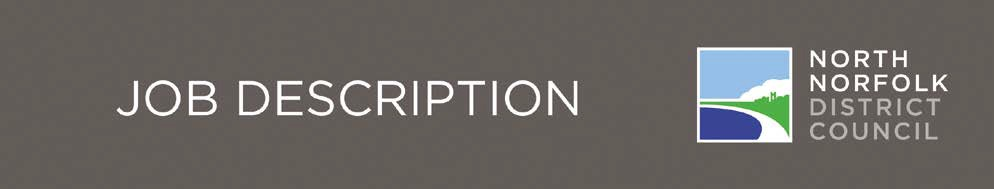 JOB DESCRIPTION
NORTH
NORFOLK
DISTRICT
COUNCIL